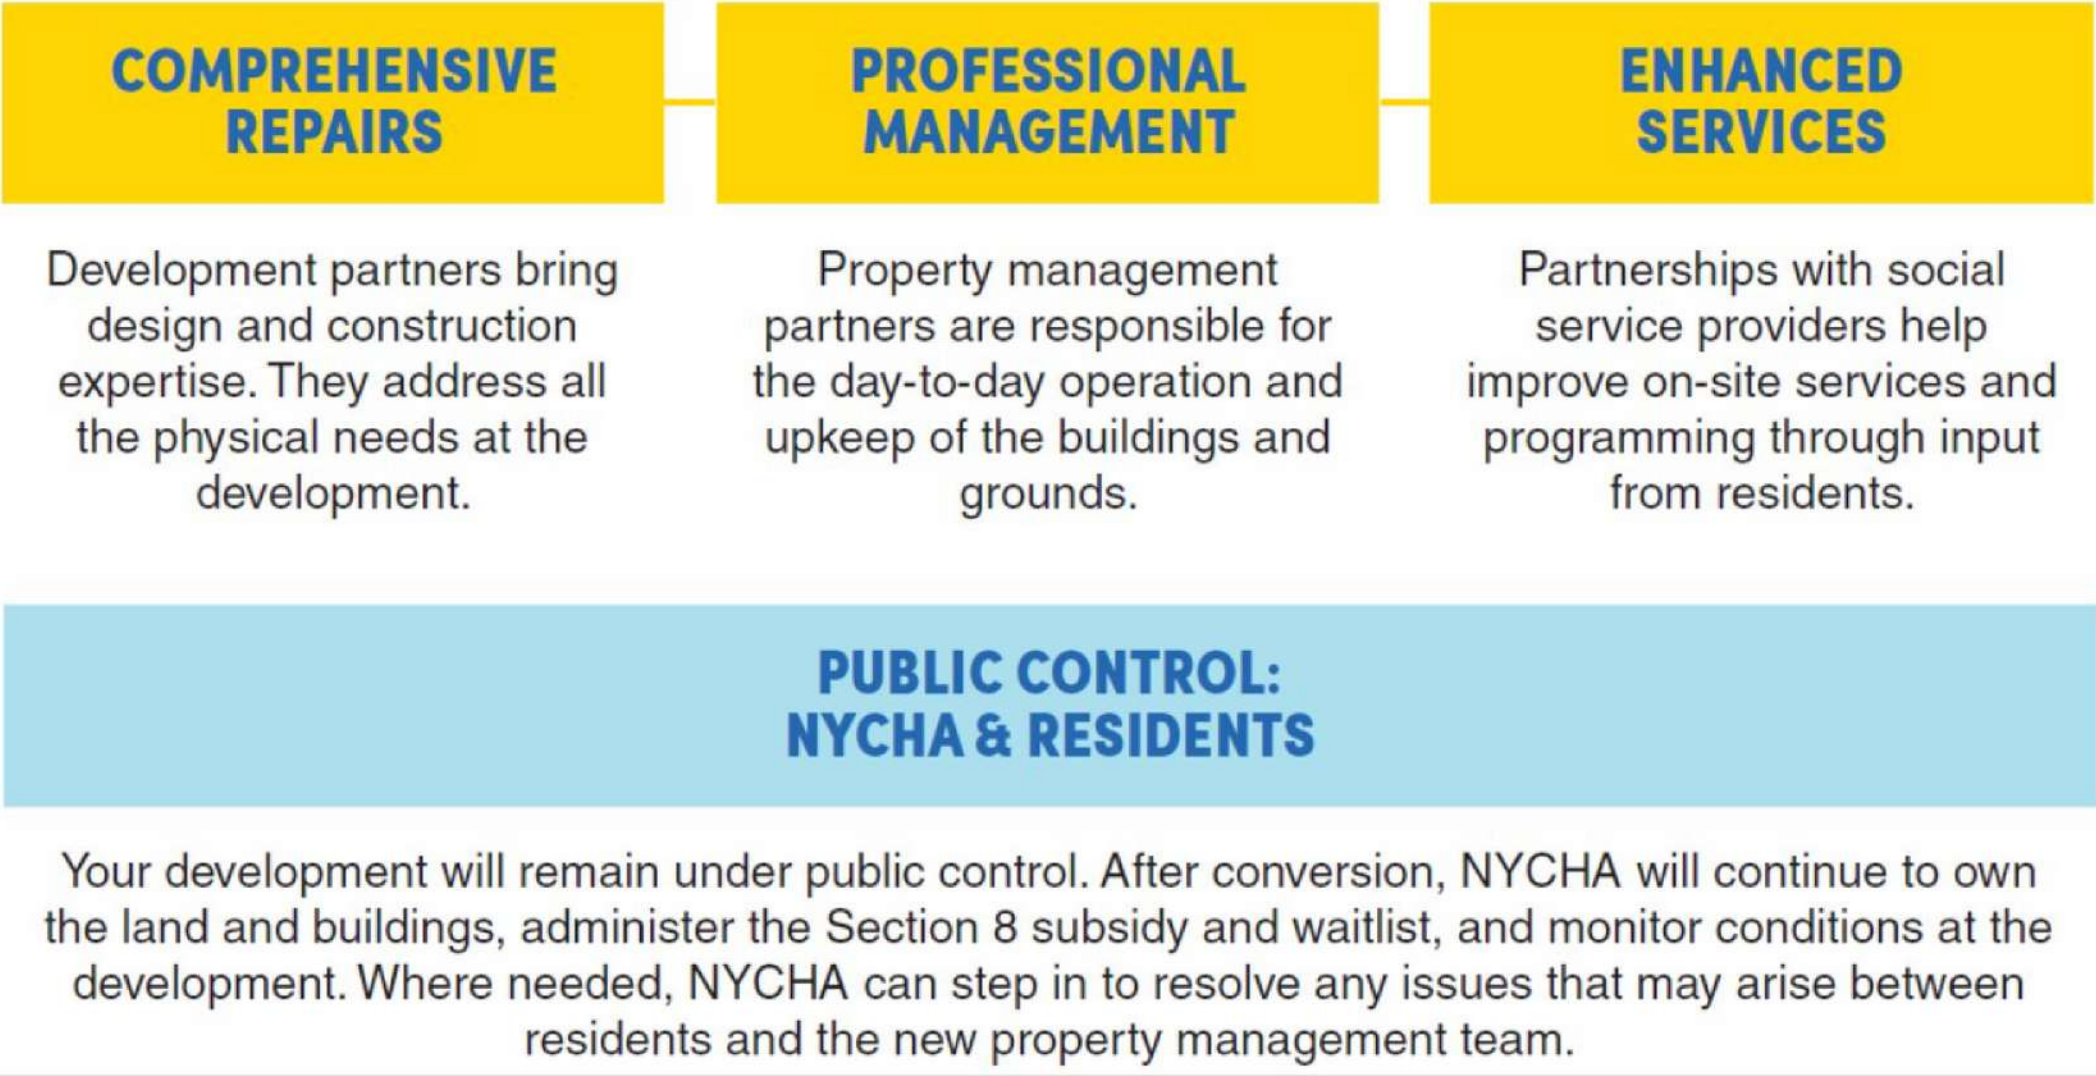 COMPREHENSIVE
REPAIRS
Development partners bring
design and construction
expertise. They address all
the physical needs at the
development.
PROFESSIONAL
MANAGEMENT
Property management
partners are responsible for
the day-to-day operation and
upkeep of the buildings and
grounds.
ENHANCED
SERVICES
Partnerships with social
service providers help
improve on-site services and
programming through input
from residents.
PUBLIC CONTROL:
NYCHA & RESIDENTS
Your development will remain under public control. After conversion, NYCHA will continue to own
the land and buildings, administer the Section 8 subsidy and waitlist, and monitor conditions at the
development. Where needed, NYCHA can step in to resolve any issues that may arise between
residents and the new property management team.